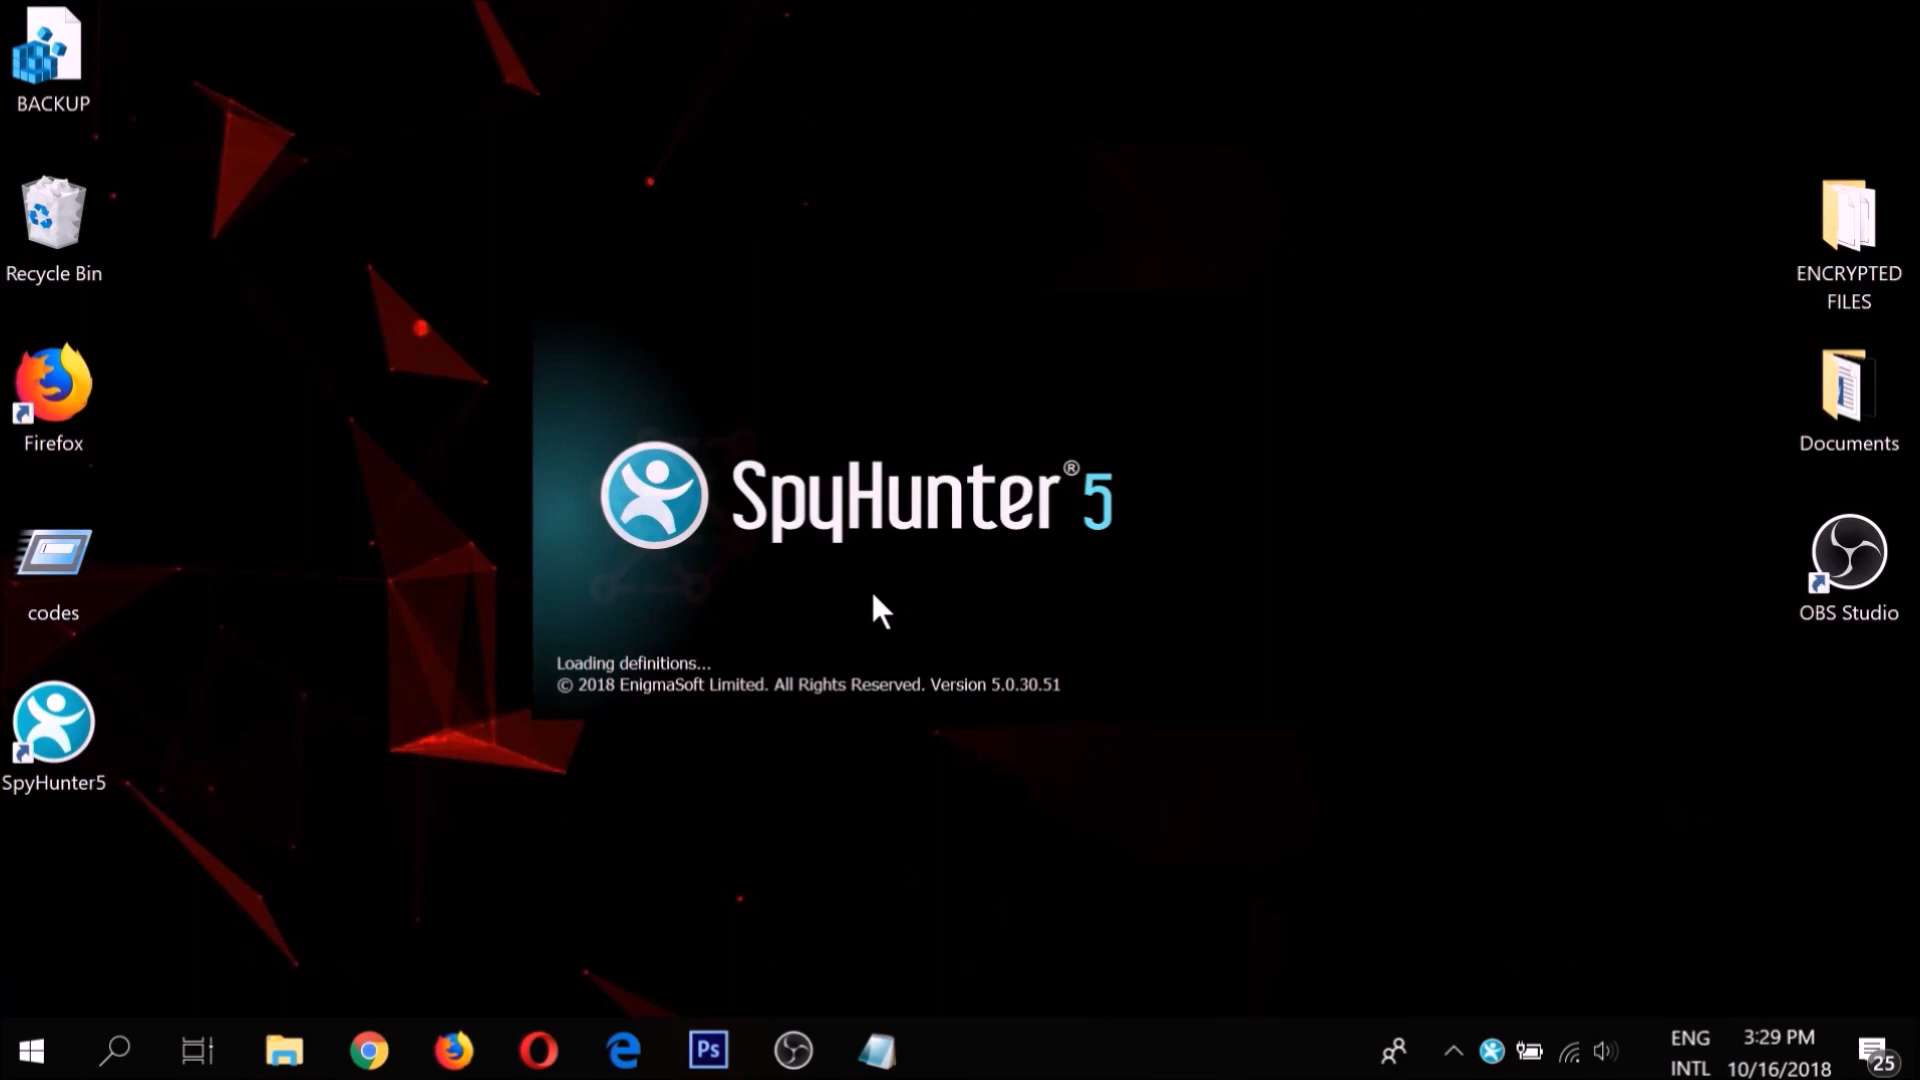 BACKUP
Recycle Bin
Firefox
codes
SpyHunter5
SpyHunter®5
Loading definitions...
© 2018 EnigmaSoft Limited. All Rights Reserved. Version 5.0.30.51
ENCRYPTED
FILES
Documents
OBS Studio
Ps
ENG
INTL
3:29 PM
10/16/2018
25